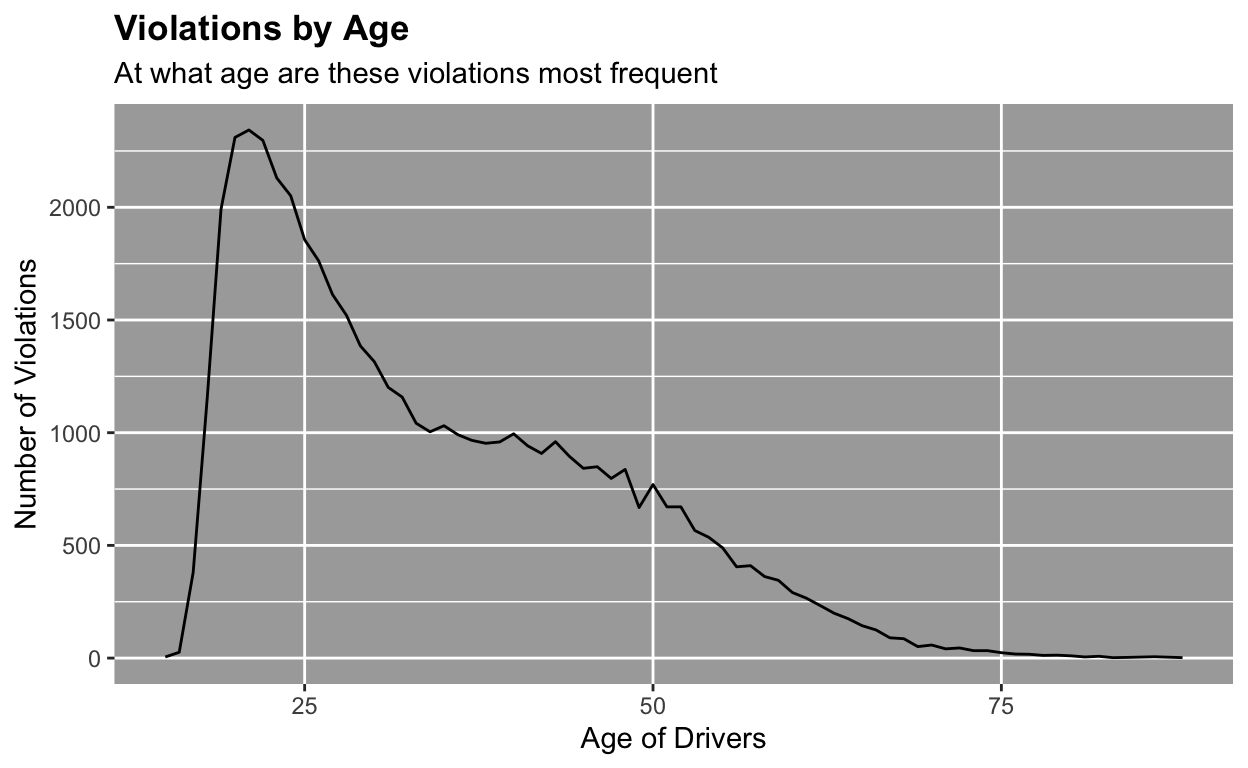 Violations by Age
At what age are these violations most frequent
Number of Violations
2000
1500
1000
500
0
25 50 75
Age of Drivers